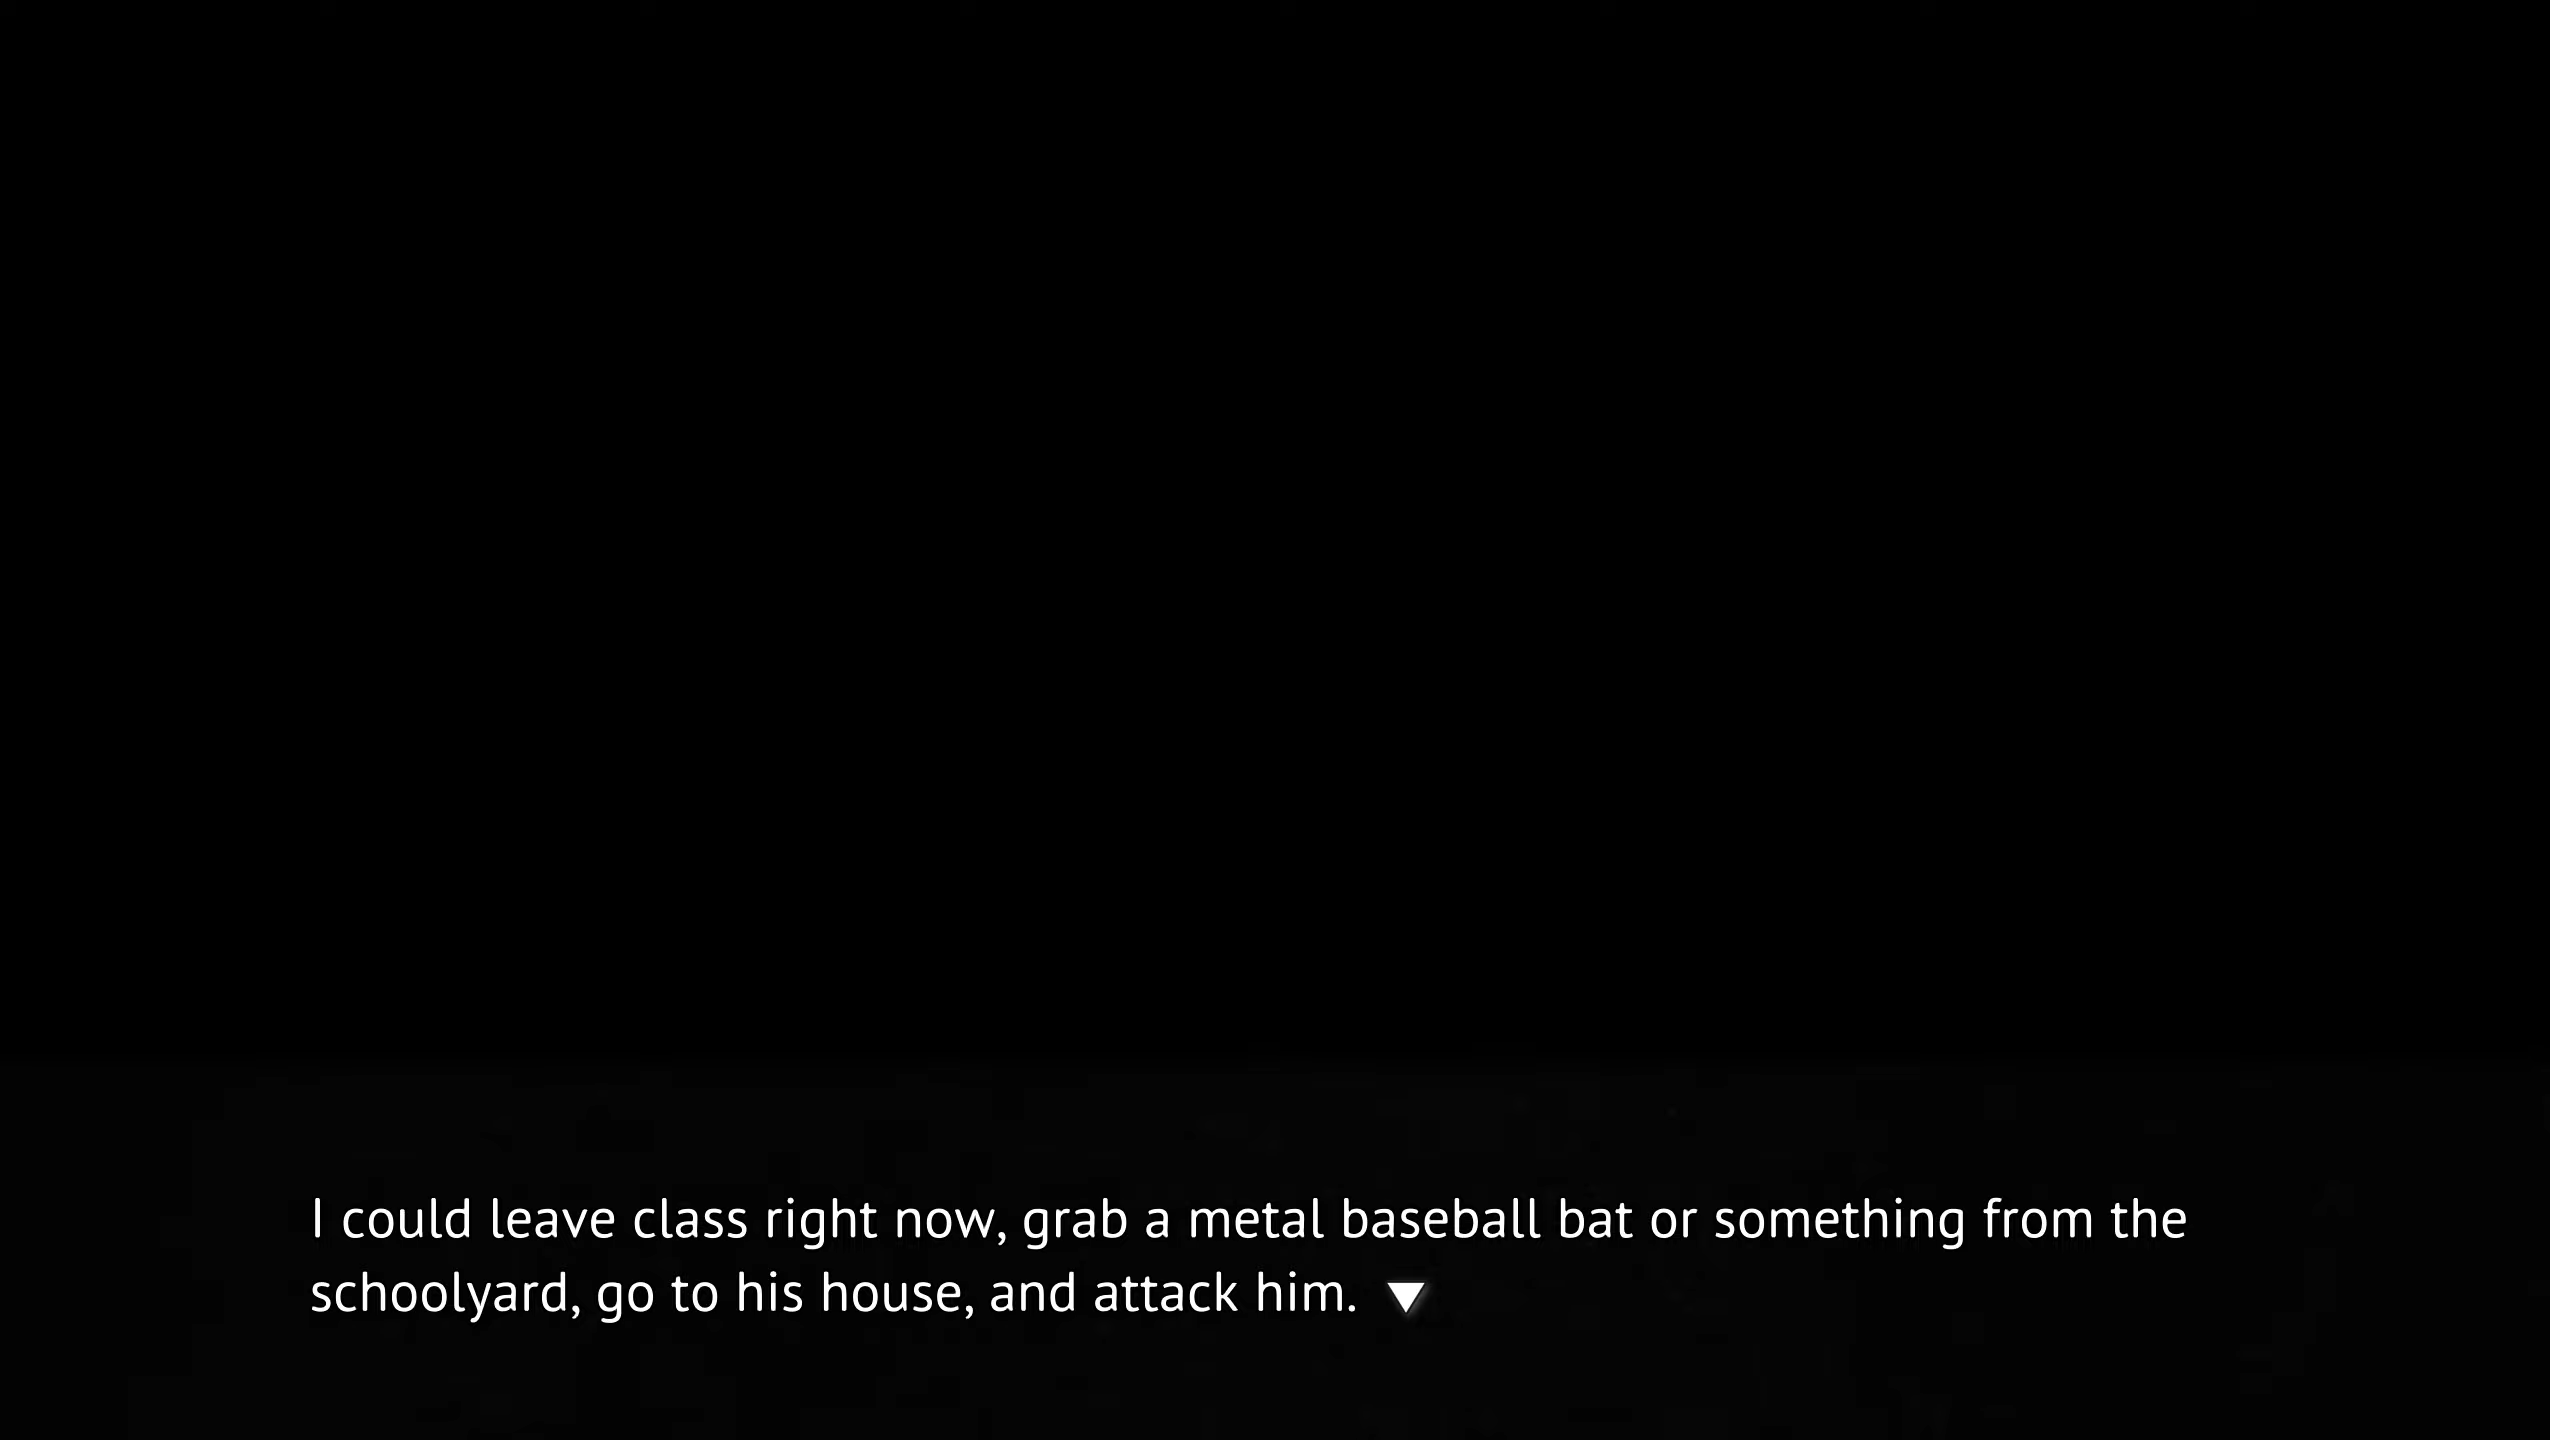 I could leave class right now, grab a metal baseball bat or something from the
schoolyard, go to his house, and attack him.